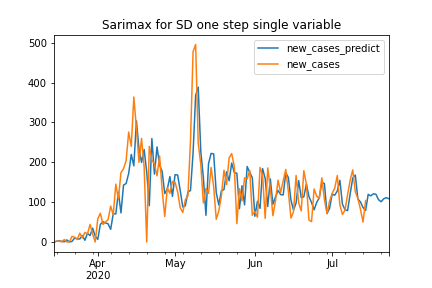 Sarimax for SD one step single variable
500
400
300
200
100
0
new_cases_predict
new_cases
Apr
2020
May
Jun
Jul